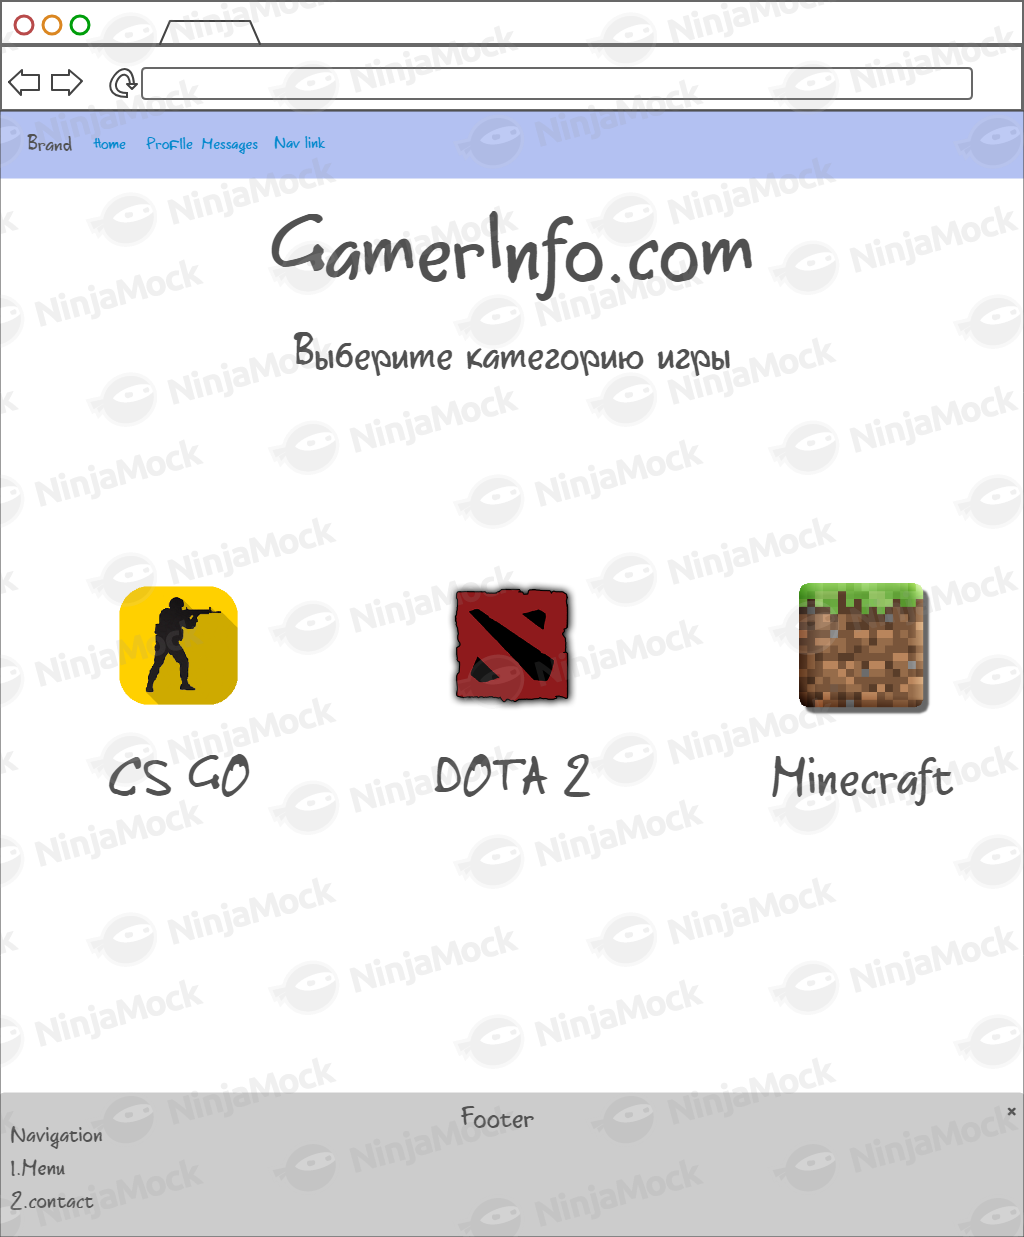 Brand Home Profile Messages Nav link
GamerInfo.com
Выберите категорию игры
CS GO DOTA 2 Minecraft
Footer
Navigation
1.Menu
2.contact
NinjaMock